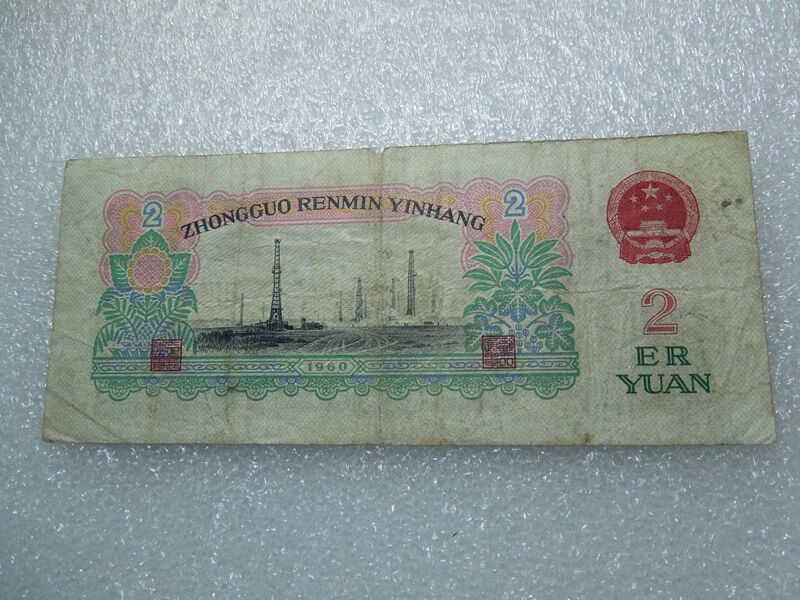 2
ZHONGGUO RENMIN YINHANG
2
1960
2
ER
YUAN